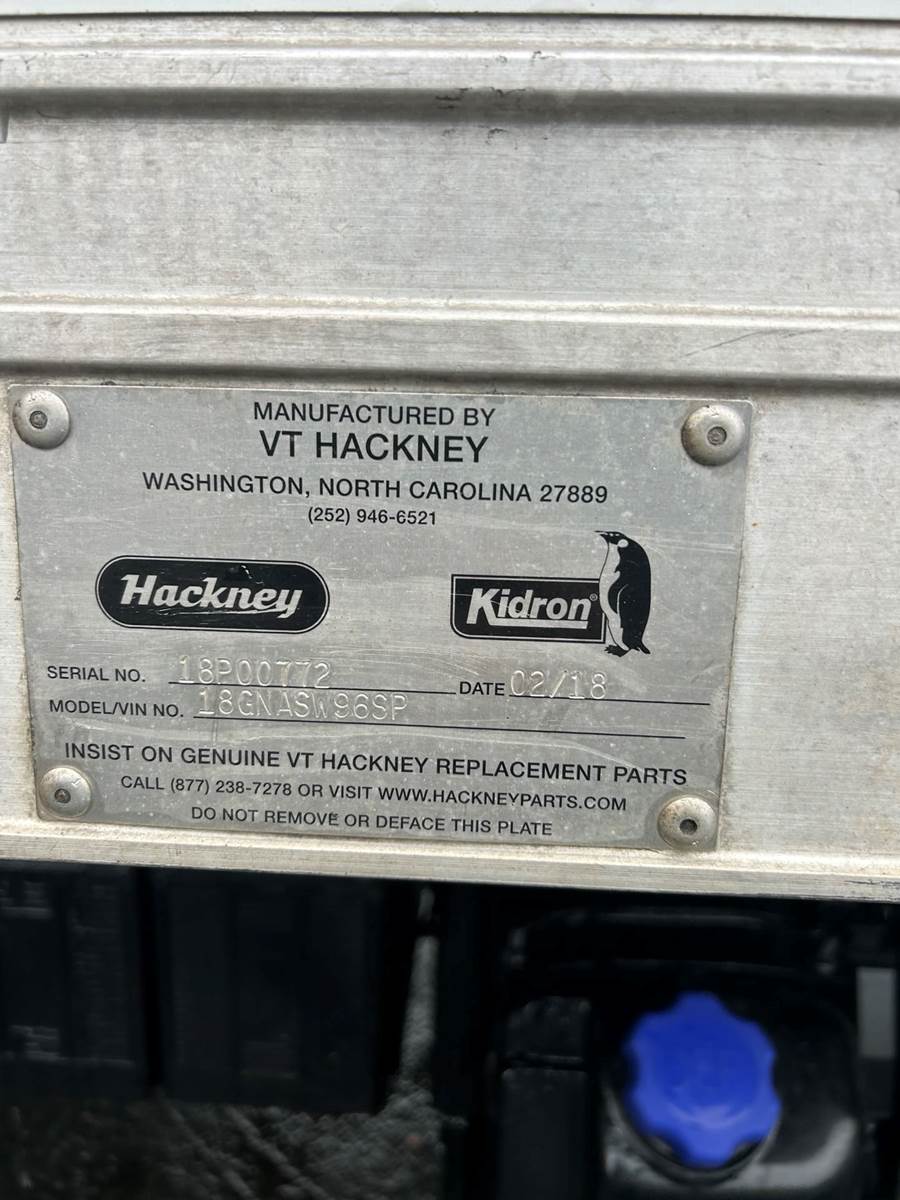 MANUFACTURED BY
VT HACKNEY
WASHINGTON, NORTH CAROLINA 27889
(252) 946-6521
Hackney
Kidron®
SERIAL NO. 18P00772 DATE 02/18
MODEL/VIN NO. 18GNASW96SP
INSIST ON GENUINE VT HACKNEY REPLACEMENT PARTS
CALL (877) 238-7278 OR VISIT WWW.HACKNEYPARTS.COM
DO NOT REMOVE OR DEFACE THIS PLATE